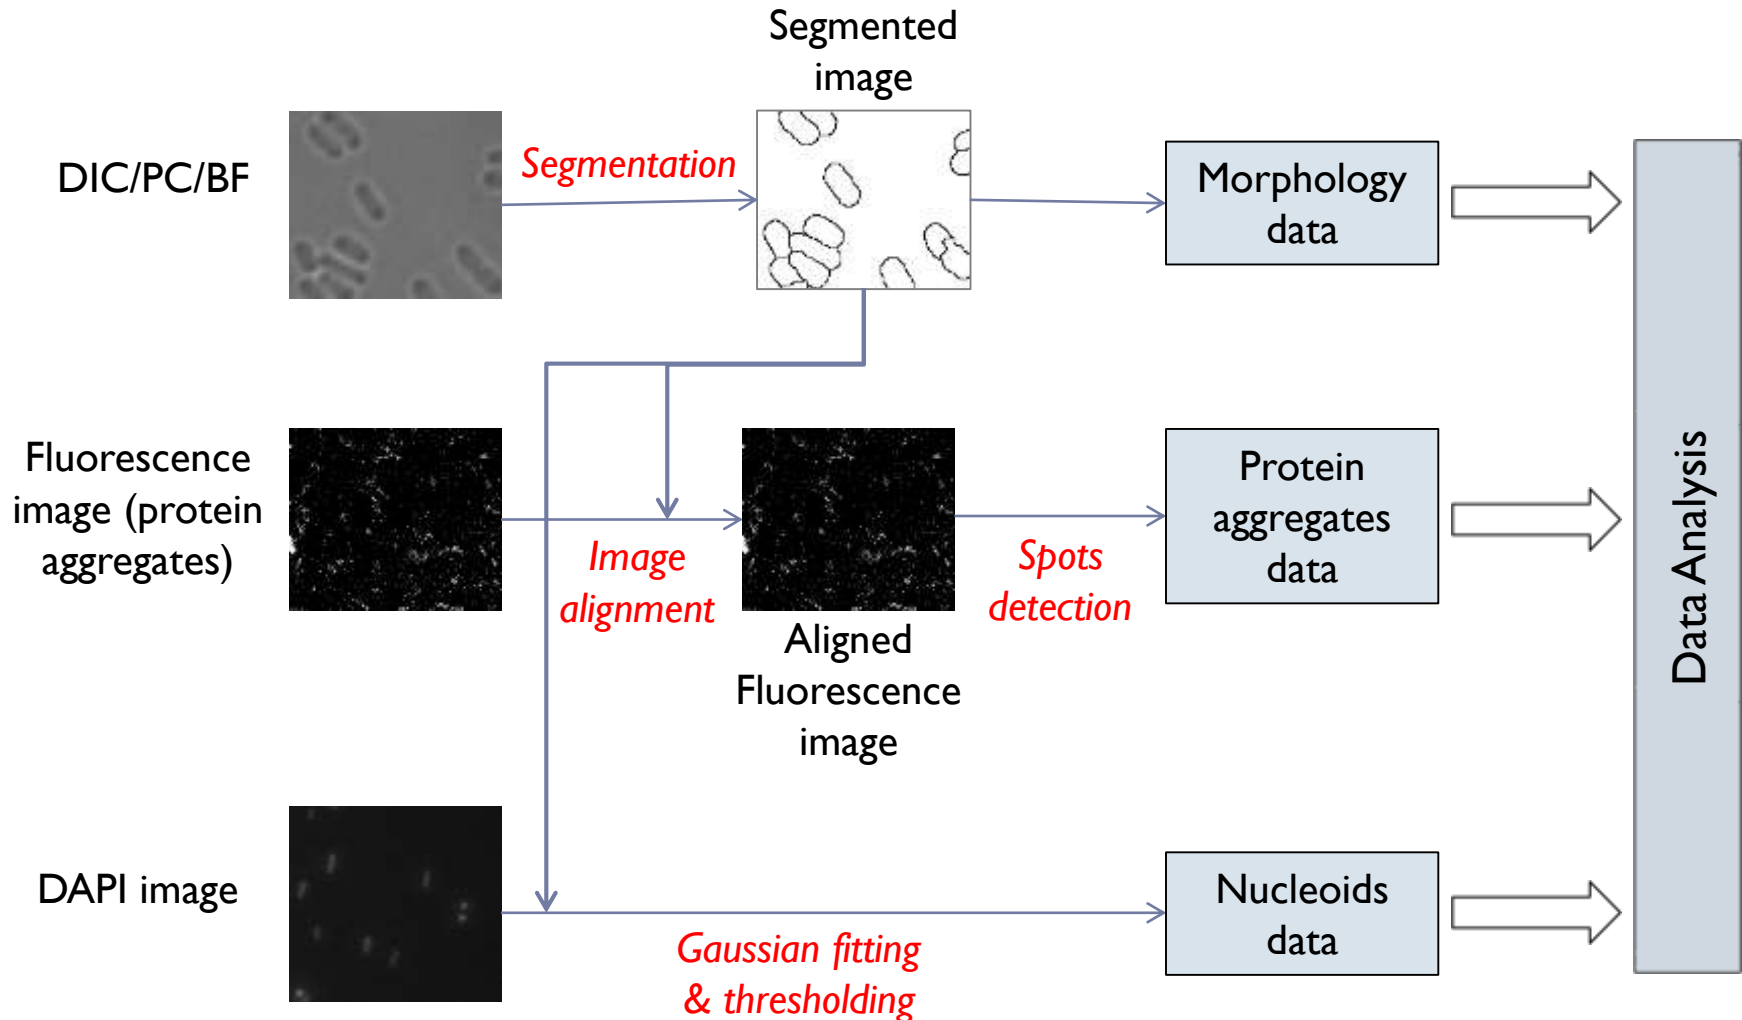 Segmented
image
DIC/PC/BF
Segmentation
Morphology
data
Fluorescence
image (protein
aggregates)
Image
alignment
Aligned
Fluorescence
image
Spots
detection
Protein
aggregates
data
Data Analysis
DAPI image
Gaussian fitting
& thresholding
Nucleoids
data